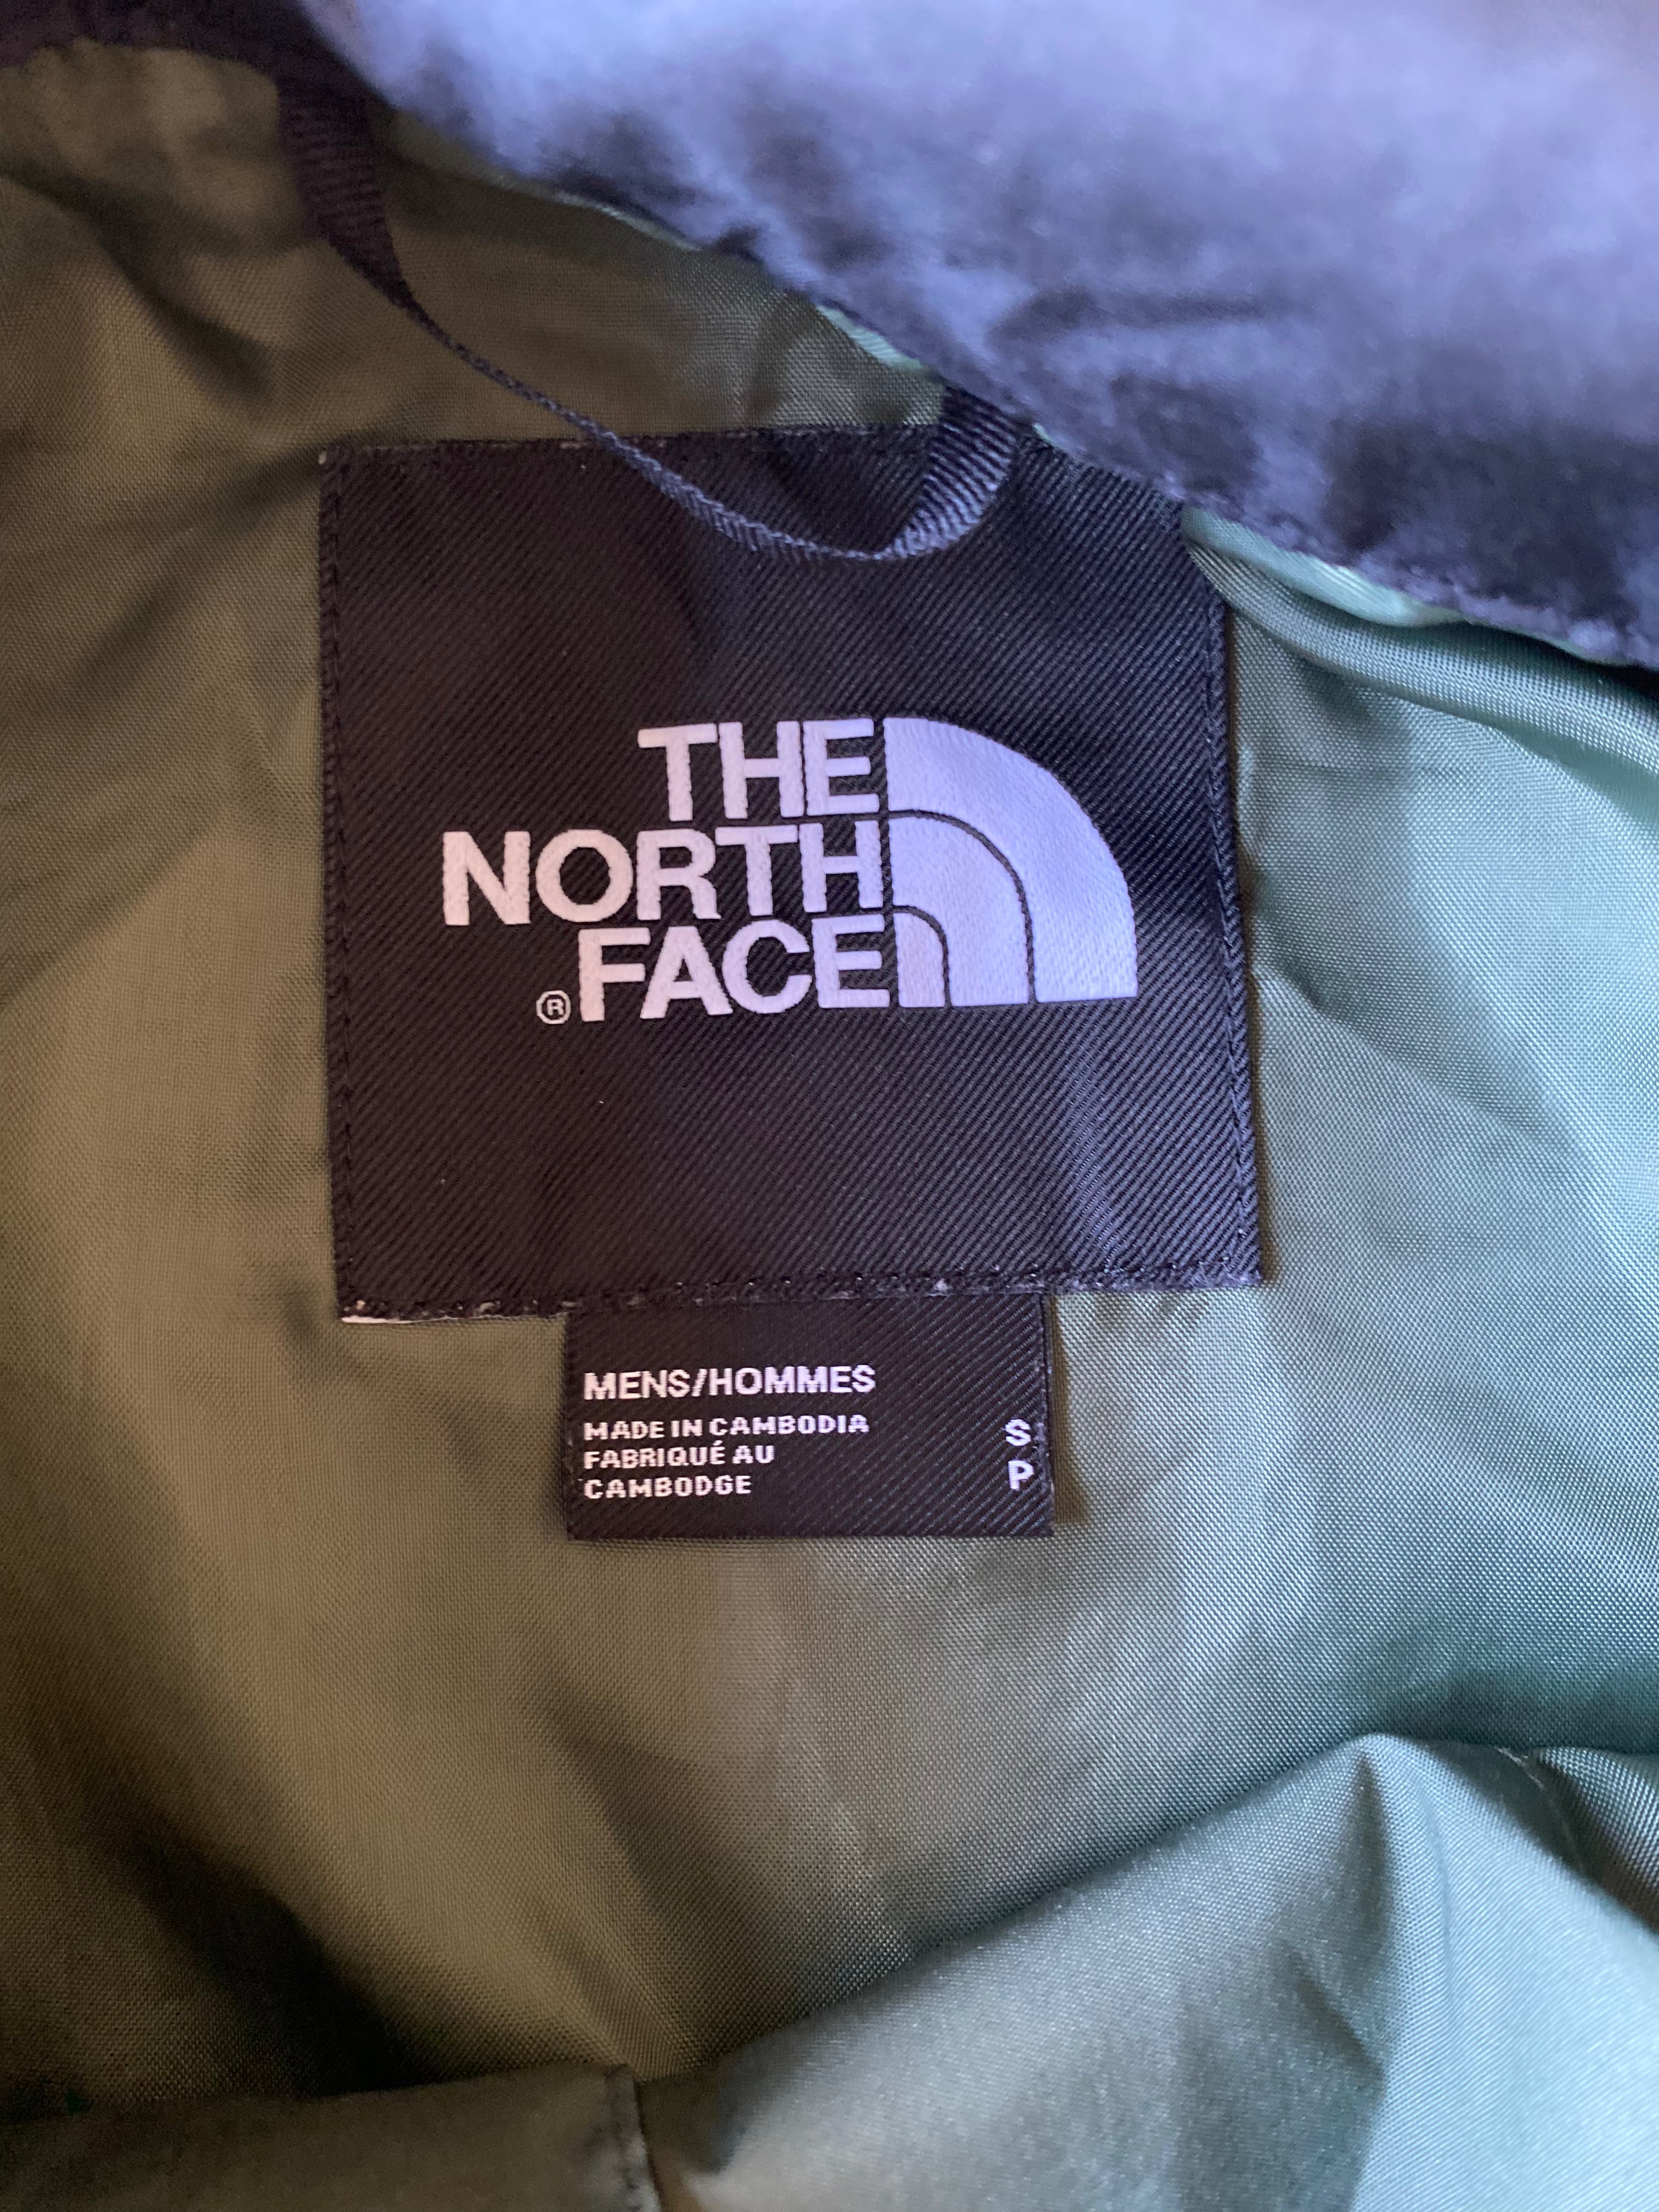 THE
NORTH
FACE
®
MENS/HOMMES
MADE IN CAMBODIA
FABRIQUÉ AU
CAMBODGE
S
P